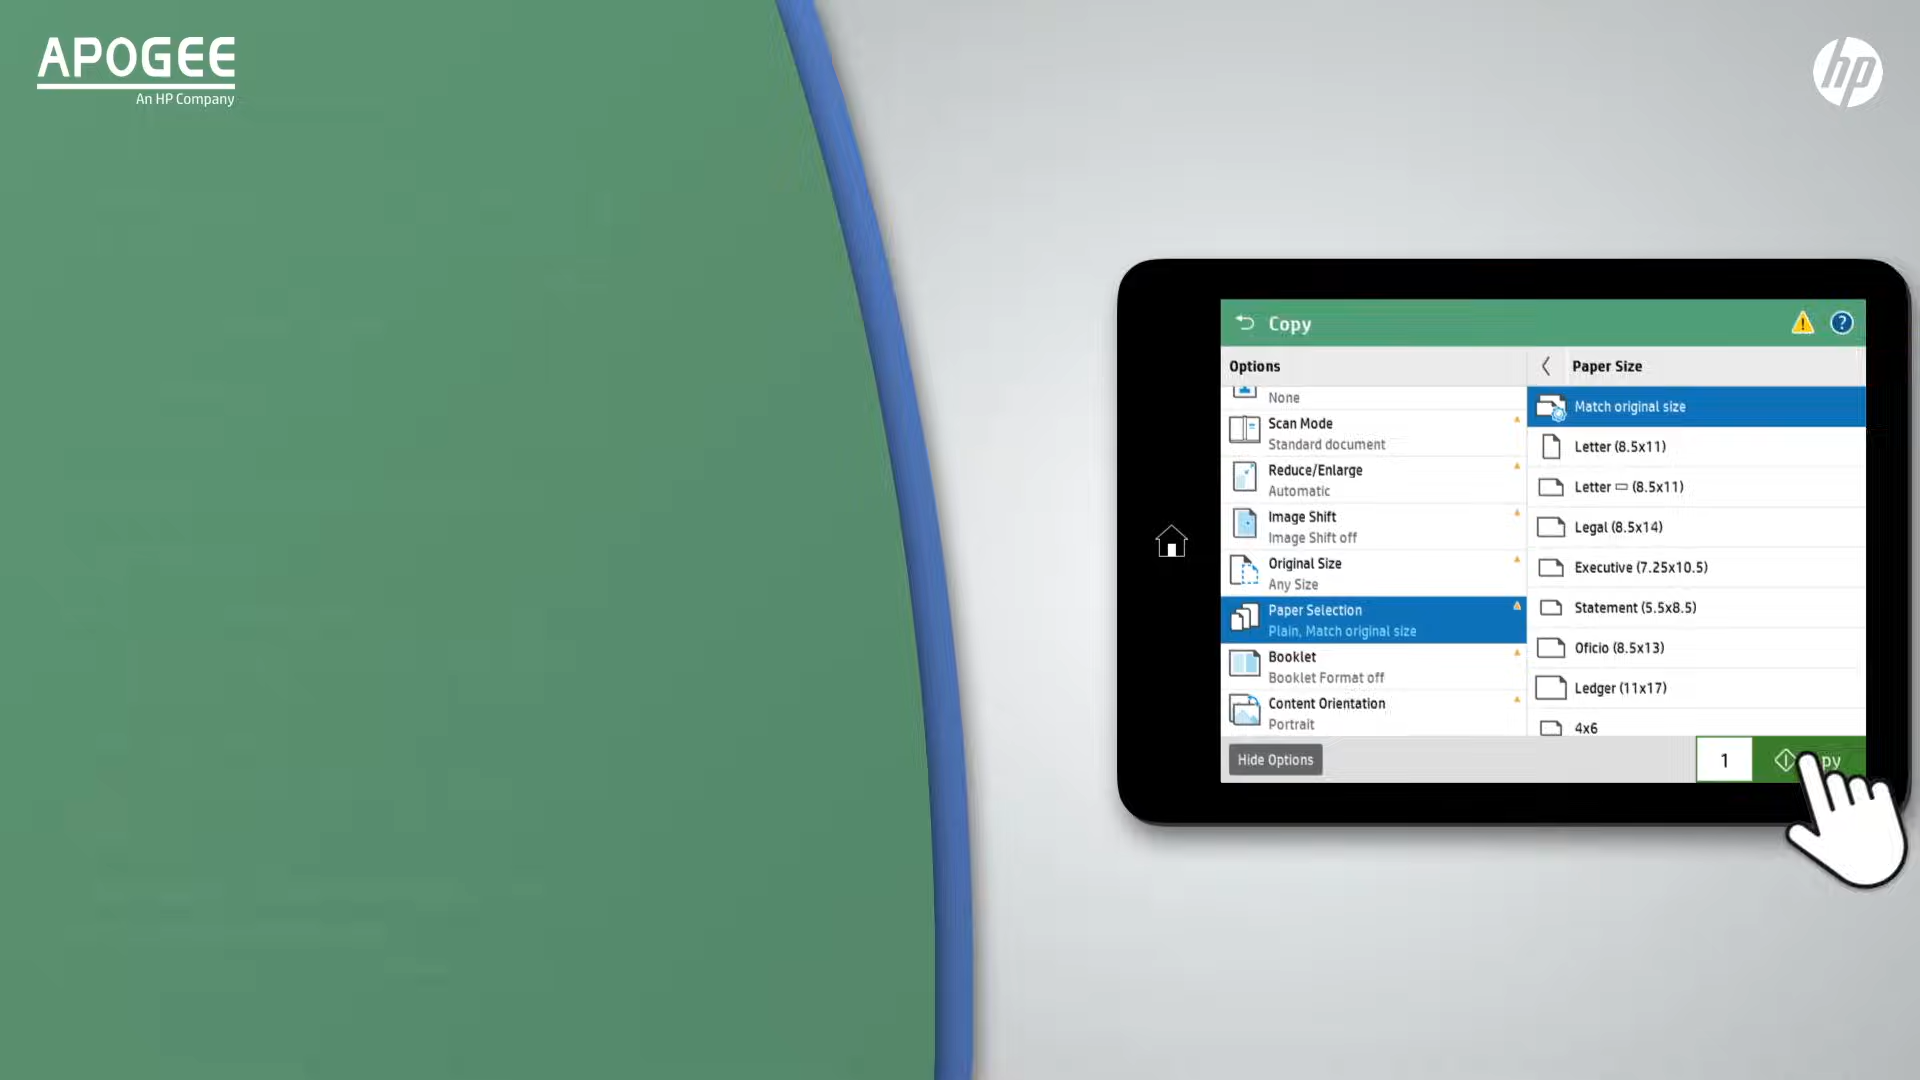 APOGEE
An HP Company
hp
Copy
Options
Paper Size
None
Scan Mode
Standard document
Reduce/Enlarge
Automatic
Image Shift
Image Shift off
Original Size
Any Size
Paper Selection
Plain, Match original size
Booklet
Booklet Format off
Content Orientation
Portrait
Match original size
Letter (8.5x11)
Letter ▭ (8.5x11)
Legal (8.5x14)
Executive (7.25x10.5)
Statement (5.5x8.5)
Oficio (8.5x13)
Ledger (11x17)
4x6
Hide Options
1
py